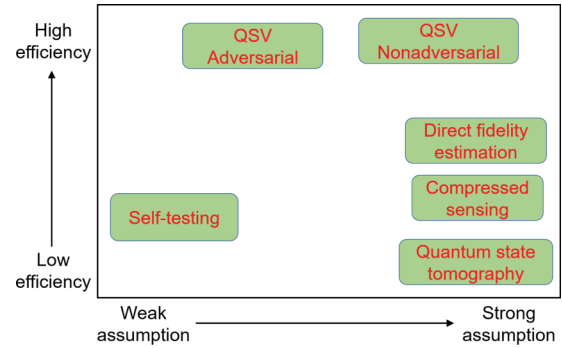 High
efficiency
QSV
Adversarial
QSV
Nonadversarial
Direct fidelity
estimation
Compressed
sensing
Self-testing
Quantum state
tomography
Low
efficiency
Weak
assumption
Strong
assumption